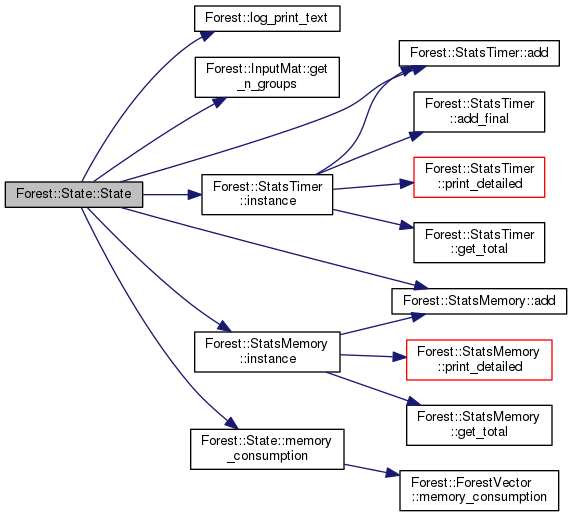 Forest::log_print_text
Forest::InputMat::get
_n_groups
Forest::StatsTimer::add
Forest::StatsTimer
::add_final
Forest::StatsTimer
::print_detailed
Forest::State::State
Forest::StatsTimer
::instance
Forest::StatsTimer
::get_total
Forest::StatsMemory::add
Forest::StatsMemory
::instance
Forest::StatsMemory
::print_detailed
Forest::StatsMemory
::get_total
Forest::State::memory
_consumption
Forest::ForestVector
::memory_consumption